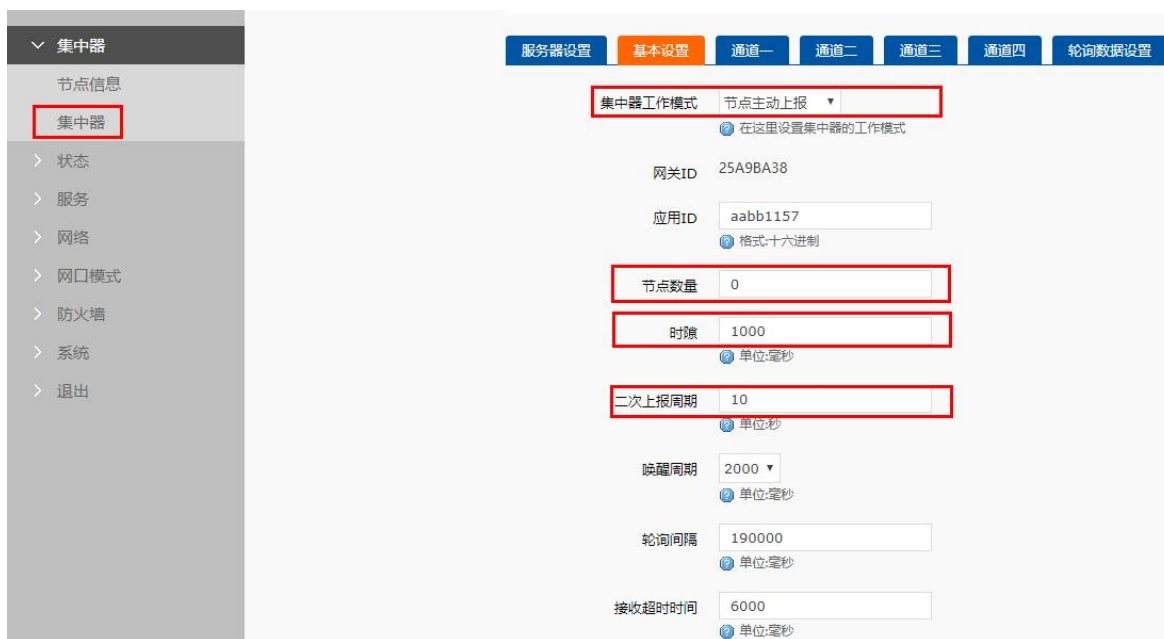 集中器
节点信息
集中器
状态
服务
网络
网口模式
防火墙
系统
退出
服务器设置 基本设置 通道一 通道二 通道三 通道四 轮询数据设置
集中器工作模式 节点主动上报
在这里设置集中器的工作模式
网关ID 25A9BA38
应用ID aabb1157
格式:十六进制
节点数量 0
时隙 1000
单位:毫秒
二次上报周期 10
单位:秒
唤醒周期 2000
单位:毫秒
轮询间隔 190000
单位:毫秒
接收超时时间 6000
单位:毫秒